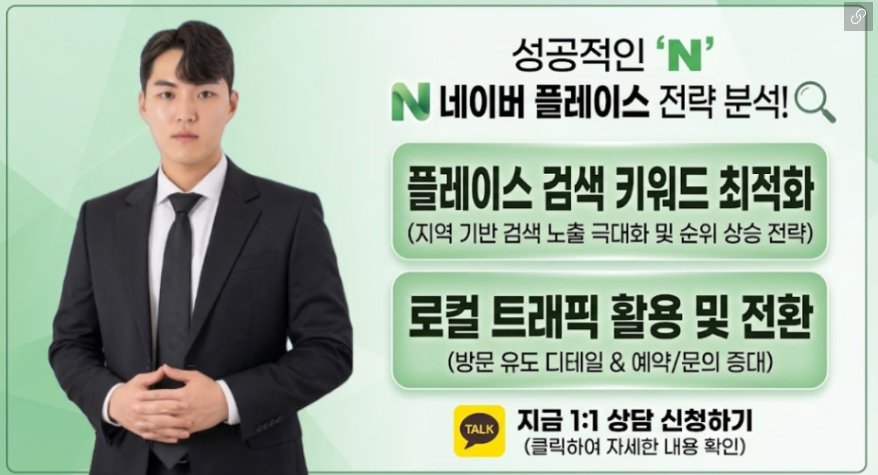 성공적인 ‘N’
N 네이버 플레이스 전략 분석!
플레이스 검색 키워드 최적화
(지역 기반 검색 노출 극대화 및 순위 상승 전략)
로컬 트래픽 활용 및 전환
(방문 유도 디테일 & 예약/문의 증대)
TALK
지금 1:1 상담 신청하기
(클릭하여 자세한 내용 확인)